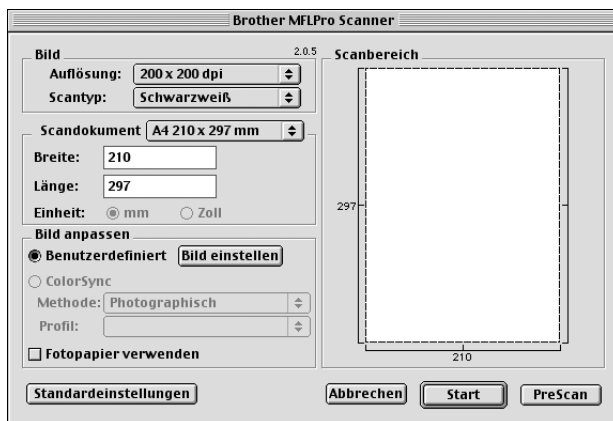 Brother MFLPro Scanner
Bild
2.0.5
Auflösung: 200 x 200 dpi
Scantyp: Schwarzweiß
Scandokument A4 210 x 297 mm
Breite: 210
Länge: 297
Einheit: mm Zoll
Bild anpassen
Benutzerdefiniert Bild einstellen
ColorSync
Methode: Photographisch
Profil:
Fotopapier verwenden
Scanbereich
297
210
Standardeinstellungen Abbrechen Start PreScan